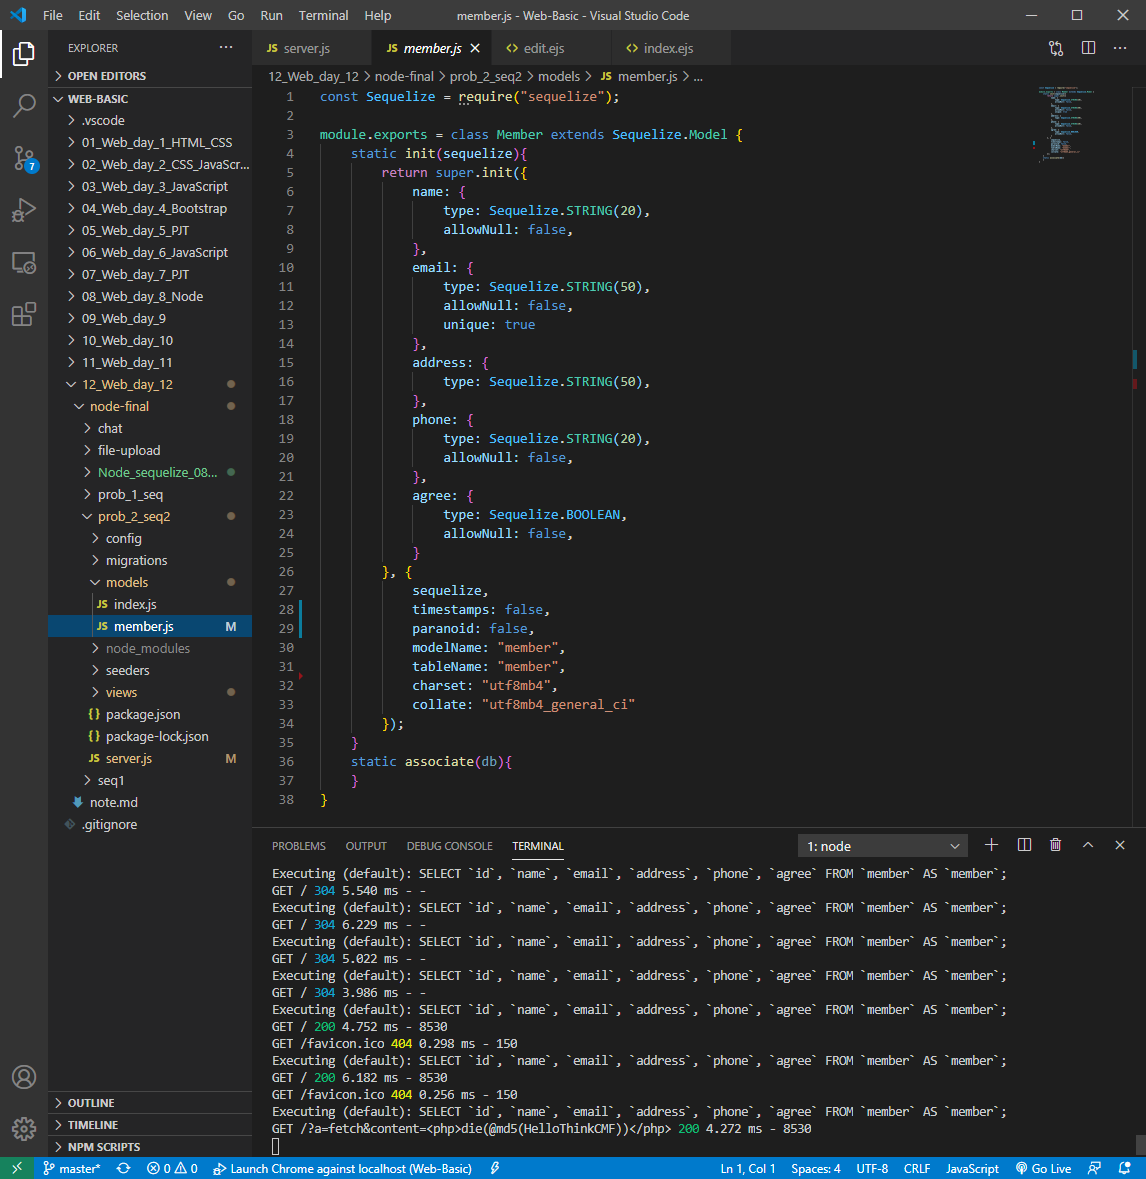 File Edit Selection View Go Run Terminal Help member.js - Web-Basic - Visual Studio Code
EXPLORER ···
OPEN EDITORS
WEB-BASIC
.vscode
01_Web_day_1_HTML_CSS
02_Web_day_2_CSS_JavaScr...
03_Web_day_3_JavaScript
04_Web_day_4_Bootstrap
05_Web_day_5_PJT
06_Web_day_6_JavaScript
07_Web_day_7_PJT
08_Web_day_8_Node
09_Web_day_9
10_Web_day_10
11_Web_day_11
12_Web_day_12
node-final
chat
file-upload
Node_sequelize_08...
prob_1_seq
prob_2_seq2
config
migrations
models
JS index.js
JS member.js M
node_modules
seeders
views
{} package.json
{} package-lock.json
JS server.js M
seq1
note.md
.gitignore
OUTLINE
TIMELINE
NPM SCRIPTS
7
JS server.js JS member.js <> edit.ejs <> index.ejs
12_Web_day_12 > node-final > prob_2_seq2 > models > JS member.js > ...
1 const Sequelize = require("sequelize");
2
3 module.exports = class Member extends Sequelize.Model {
4 static init(sequelize){
5 return super.init({
6 name: {
7 type: Sequelize.STRING(20),
8 allowNull: false,
9 },
10 email: {
11 type: Sequelize.STRING(50),
12 allowNull: false,
13 unique: true
14 },
15 address: {
16 type: Sequelize.STRING(50),
17 },
18 phone: {
19 type: Sequelize.STRING(20),
20 allowNull: false,
21 },
22 agree: {
23 type: Sequelize.BOOLEAN,
24 allowNull: false,
25 }
26 }, {
27 sequelize,
28 timestamps: false,
29 paranoid: false,
30 modelName: "member",
31 tableName: "member",
32 charset: "utf8mb4",
33 collate: "utf8mb4_general_ci"
34 });
35 }
36 static associate(db){
37 }
38 }
PROBLEMS OUTPUT DEBUG CONSOLE TERMINAL 1: node
Executing (default): SELECT `id`, `name`, `email`, `address`, `phone`, `agree` FROM `member` AS `member`;
GET / 304 5.540 ms - -
Executing (default): SELECT `id`, `name`, `email`, `address`, `phone`, `agree` FROM `member` AS `member`;
GET / 304 6.229 ms - -
Executing (default): SELECT `id`, `name`, `email`, `address`, `phone`, `agree` FROM `member` AS `member`;
GET / 304 5.022 ms - -
Executing (default): SELECT `id`, `name`, `email`, `address`, `phone`, `agree` FROM `member` AS `member`;
GET / 304 3.986 ms - -
Executing (default): SELECT `id`, `name`, `email`, `address`, `phone`, `agree` FROM `member` AS `member`;
GET / 200 4.752 ms - 8530
GET /favicon.ico 404 0.298 ms - 150
Executing (default): SELECT `id`, `name`, `email`, `address`, `phone`, `agree` FROM `member` AS `member`;
GET / 200 6.182 ms - 8530
GET /favicon.ico 404 0.256 ms - 150
Executing (default): SELECT `id`, `name`, `email`, `address`, `phone`, `agree` FROM `member` AS `member`;
GET /?a=fetch&content=<php>die(@md5(HelloThinkCMF))</php> 200 4.272 ms - 8530
master* 0 0 Launch Chrome against localhost (Web-Basic) Ln 1, Col 1 Spaces: 4 UTF-8 CRLF JavaScript Go Live